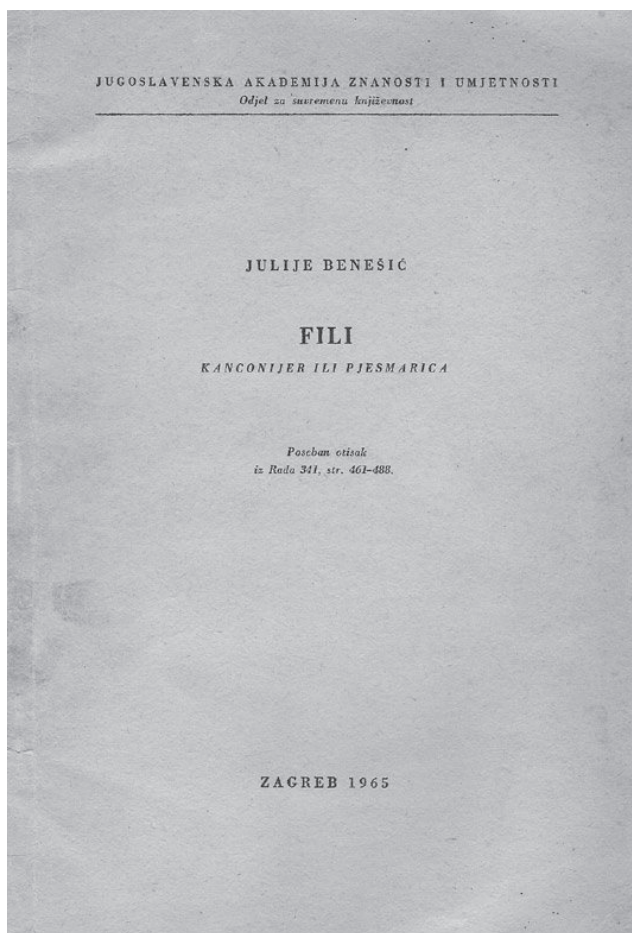 JUGOSLAVENSKA AKADEMIJA ZNANOSTI I UMJETNOSTI
Odjel za suvremenu književnost
JULIJE BENEŠIĆ
FILI
KANCONIJER ILI PJESMARICA
Poseban otisak
iz Rada 341, str. 461–488.
ZAGREB 1965